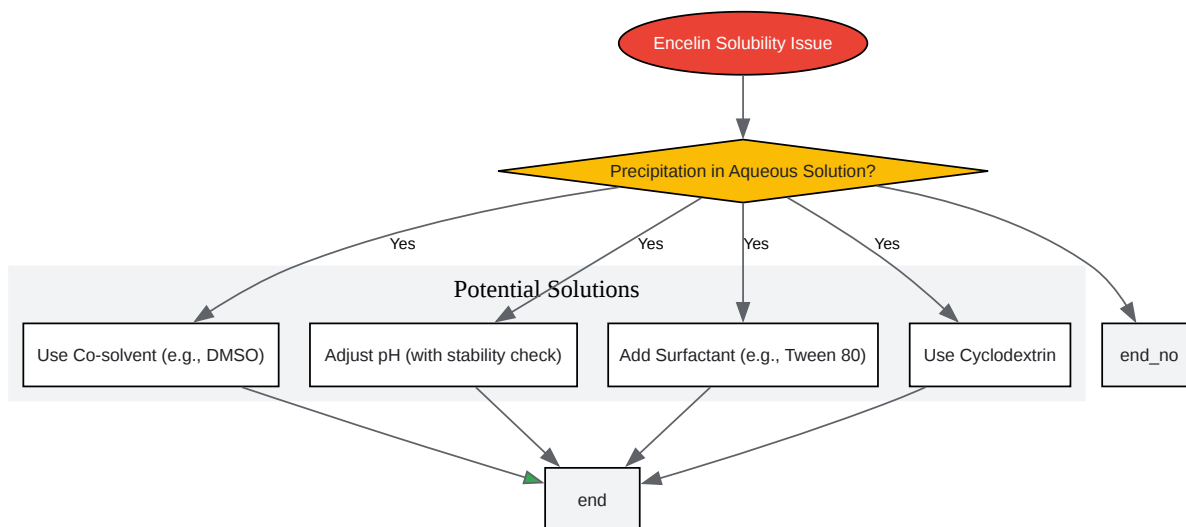 Encelin Solubility Issue
Precipitation in Aqueous Solution?
Yes
Yes
Yes
Yes
Potential Solutions
Use Co-solvent (e.g., DMSO)
Adjust pH (with stability check)
Add Surfactant (e.g., Tween 80)
Use Cyclodextrin
end_no
end